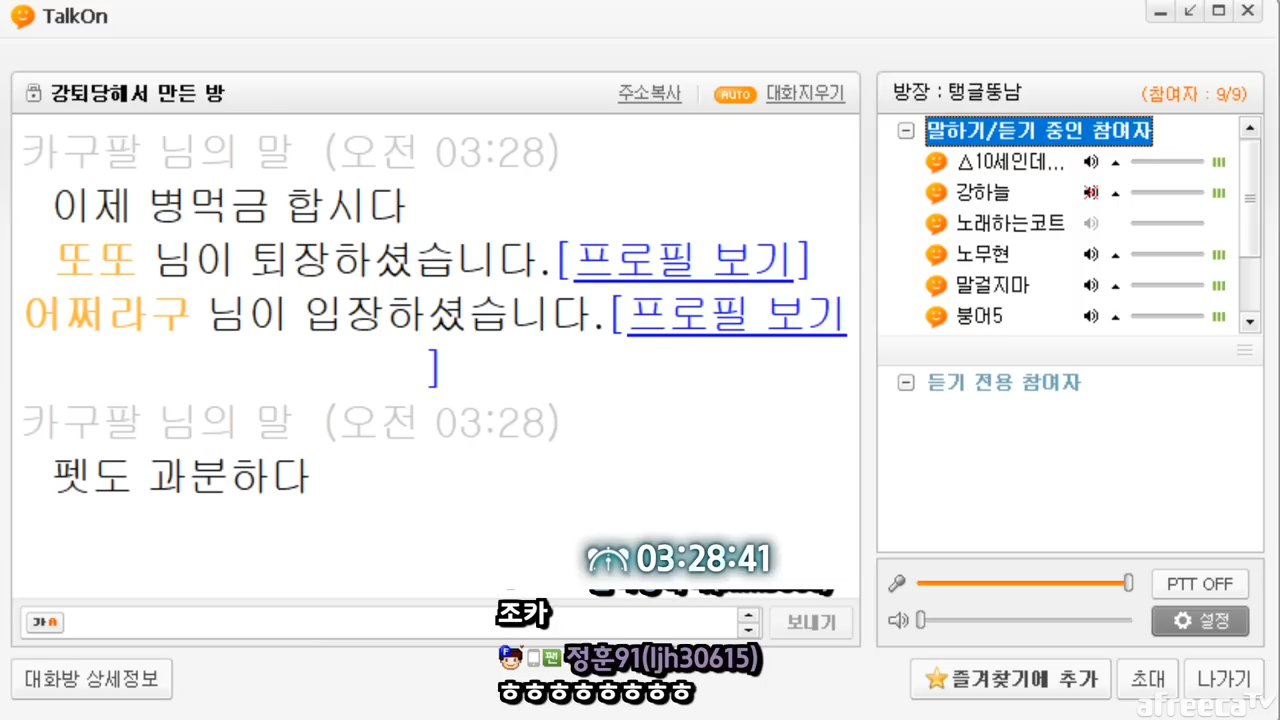 TalkOn
강퇴당해서 만든 방
주소복사
AUTO
대화지우기
카구팔 님의 말 (오전 03:28)
이제 병먹금 합시다
또또 님이 퇴장하셨습니다.[프로필 보기]
어쩌라구 님이 입장하셨습니다.[프로필 보기
]
카구팔 님의 말 (오전 03:28)
펫도 과분하다
03:28:41
조카
팬 정훈91(ljh30615)
ㅎㅎㅎㅎㅎㅎㅎㅎ
가A
보내기
대화방 상세정보
방장 : 탱글뚱남
(참여자 : 9/9)
말하기/듣기 중인 참여자
△10세인데...
강하늘
노래하는코트
노무현
말걸지마
붕어5
듣기 전용 참여자
PTT OFF
설정
즐겨찾기에 추가
초대
나가기
afreecaTV